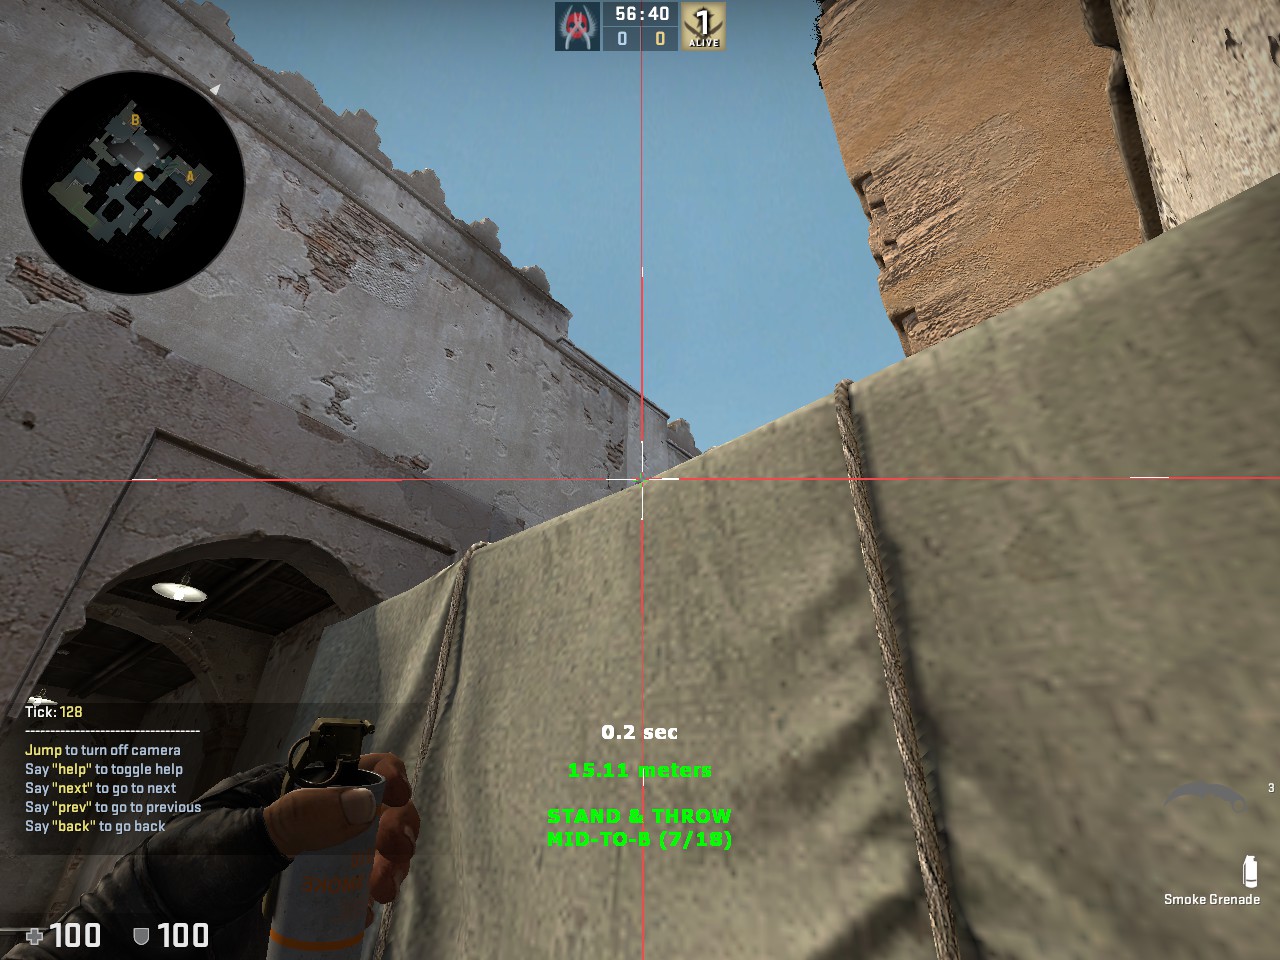 56:40
0 0
1
ALIVE
B
A
Tick: 128
-----------------------------------
Jump to turn off camera
Say "help" to toggle help
Say "next" to go to next
Say "prev" to go to previous
Say "back" to go back
0.2 sec
15.11 meters
STAND & THROW
MID-TO-B (7/18)
3
Smoke Grenade
100 100